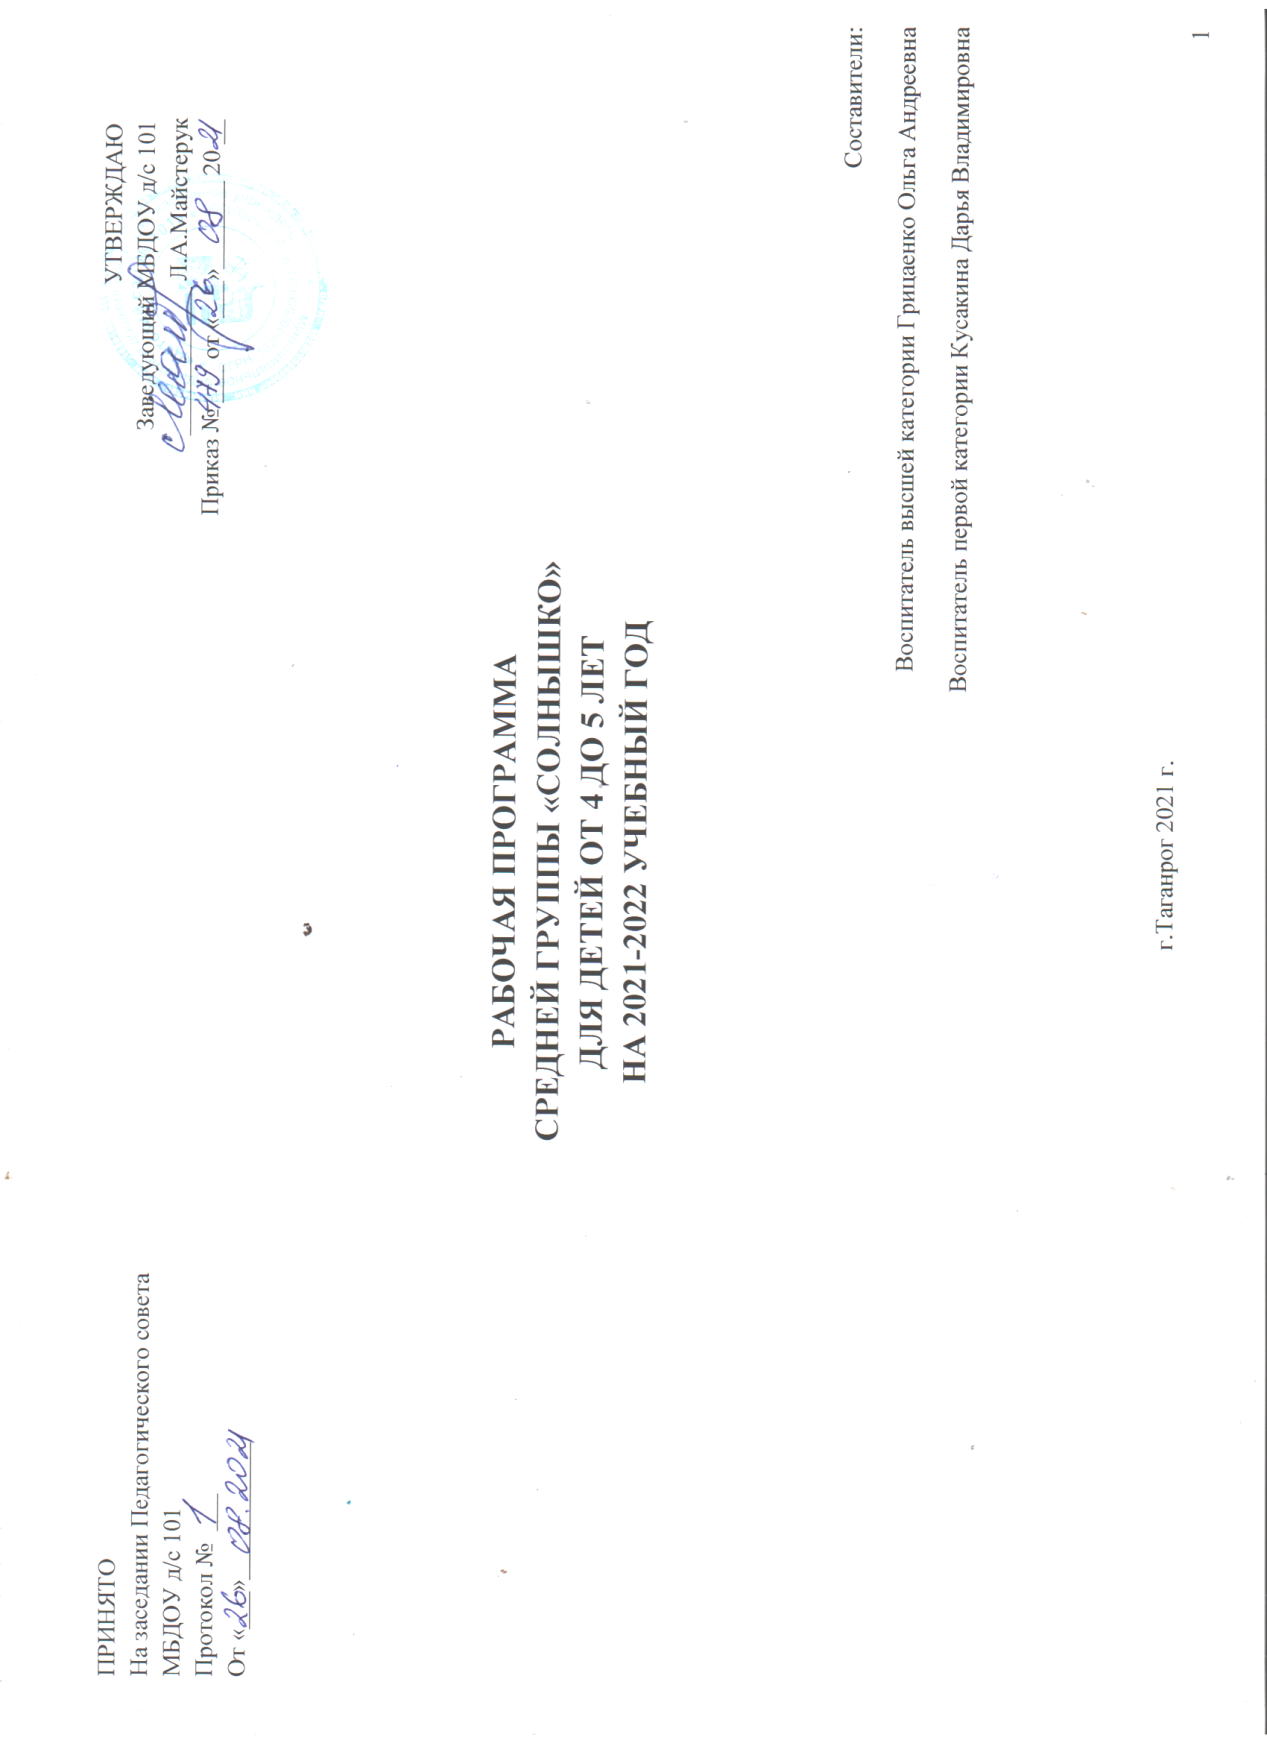 ПРИНЯТО
На заседании Педагогического совета
МБДОУ д/с 101
Протокол № 1
От «26» 08.2021
УТВЕРЖДАЮ
Заведующий МБДОУ д/с 101
Л.А.Майстерук
Приказ № 479 от «26» 08 2021
РАБОЧАЯ ПРОГРАММА
СРЕДНЕЙ ГРУППЫ «СОЛНЫШКО»
ДЛЯ ДЕТЕЙ ОТ 4 ДО 5 ЛЕТ
НА 2021-2022 УЧЕБНЫЙ ГОД
Составители:
Воспитатель высшей категории Грицаенко Ольга Андреевна
Воспитатель первой категории Кусакина Дарья Владимировна
г.Таганрог 2021 г.
1